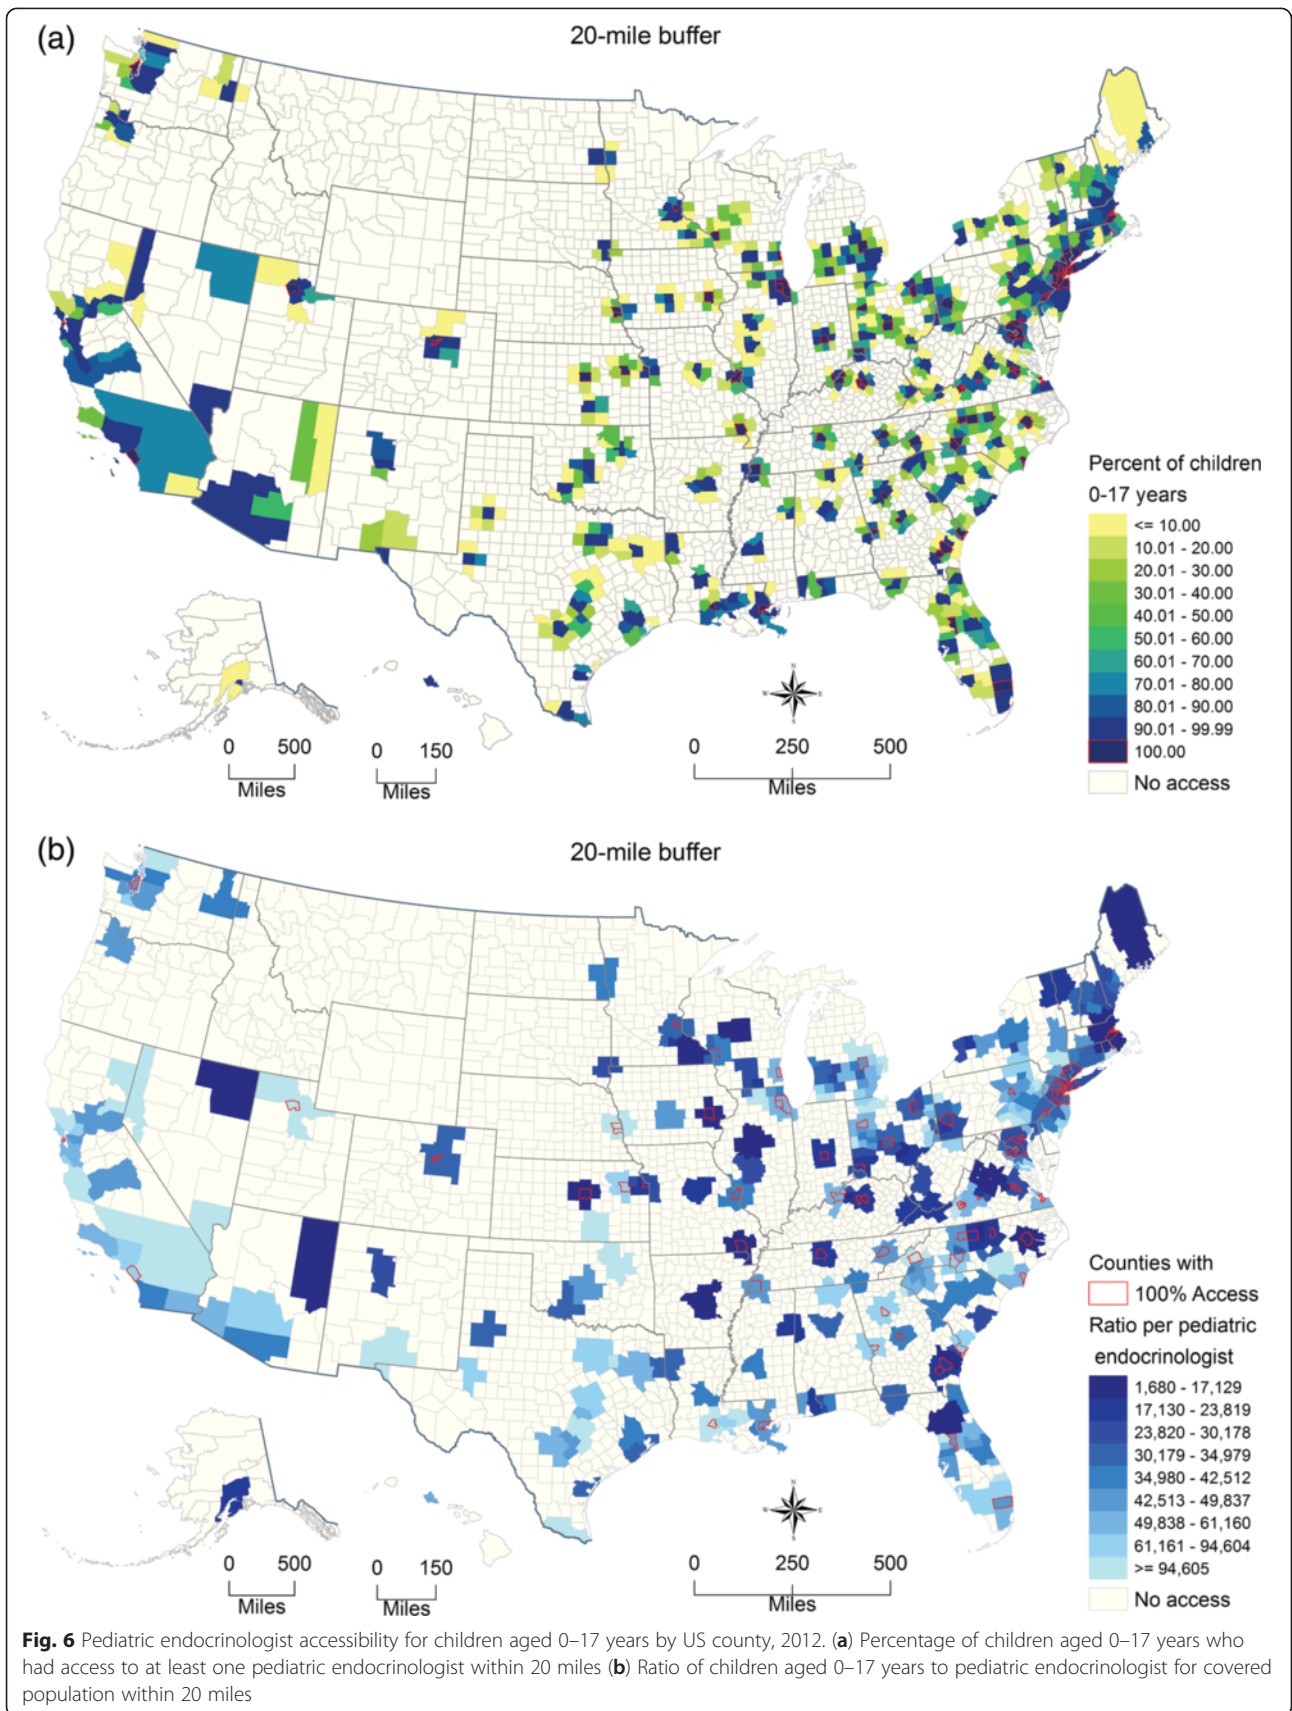 (a)
20-mile buffer
Percent of children
0-17 years
<= 10.00
10.01 - 20.00
20.01 - 30.00
30.01 - 40.00
40.01 - 50.00
50.01 - 60.00
60.01 - 70.00
70.01 - 80.00
80.01 - 90.00
90.01 - 99.99
100.00
No access
N
W E
S
0 500
Miles
0 150
Miles
0 250 500
Miles
(b)
20-mile buffer
Counties with
100% Access
Ratio per pediatric
endocrinologist
1,680 - 17,129
17,130 - 23,819
23,820 - 30,178
30,179 - 34,979
34,980 - 42,512
42,513 - 49,837
49,838 - 61,160
61,161 - 94,604
>= 94,605
No access
N
W E
S
0 500
Miles
0 150
Miles
0 250 500
Miles
Fig. 6 Pediatric endocrinologist accessibility for children aged 0–17 years by US county, 2012. (a) Percentage of children aged 0–17 years who
had access to at least one pediatric endocrinologist within 20 miles (b) Ratio of children aged 0–17 years to pediatric endocrinologist for covered
population within 20 miles